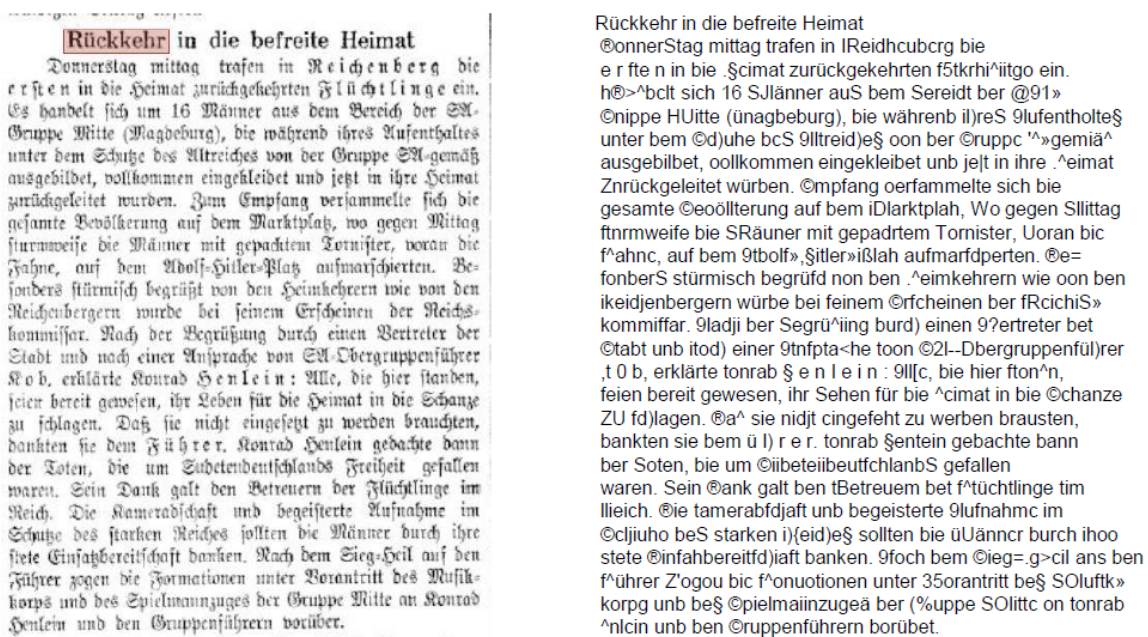 Rückkehr in die befreite Heimat
Donnerstag mittag trafen in Reichenberg die
ersten in die Heimat zurückgekehrten Flüchtlinge ein.
Es handelt sich um 16 Männer aus dem Bereich der SA-
Gruppe Mitte (Magdeburg), die während ihres Aufenthaltes
unter dem Schutze des Altreiches von der Gruppe SA-gemäß
ausgebildet, vollkommen eingekleidet und jetzt in ihre Heimat
zurückgeleitet wurden. Zum Empfang versammelte sich die
gesamte Bevölkerung auf dem Marktplatz, wo gegen Mittag
sturmweise die Männer mit gepacktem Tornister, voran die
Fahne, auf dem Adolf-Hitler-Platz aufmarschierten. Be-
sonders stürmisch begrüßt von den Heimkehrern wie von den
Reichenbergern wurde bei seinem Erscheinen der Reichs-
kommissar. Nach der Begrüßung durch einen Vertreter der
Stadt und nach einer Ansprache von SA-Obergruppenführer
Kob, erklärte Konrad Henlein: Alle, die hier standen,
seien bereit gewesen, ihr Leben für die Heimat in die Schanze
zu schlagen. Daß sie nicht eingesetzt zu werden brauchten,
dankten sie dem Führer. Konrad Henlein gedachte dann
der Toten, die um Sudetendeutschlands Freiheit gefallen
waren. Sein Dank galt den Betreuern der Flüchtlinge im
Reich. Die Kameradschaft und begeisterte Aufnahme im
Schutze des starken Reiches sollten die Männer durch ihre
stete Einsatzbereitschaft danken. Nach dem Sieg-Heil auf den
Führer zogen die Formationen unter Vorantritt des Musik-
korps und des Spielmannzuges der Gruppe Mitte an Konrad
Henlein und den Gruppenführern vorüber.
Rückkehr in die befreite Heimat
®onnerStag mittag trafen in IReidhcubcrg bie
e r fte n in bie .§cimat zurückgekehrten f5tkrhi^iitgo ein.
h®>^bclt sich 16 SJlänner auS bem Sereidt ber @91»
©nippe HUitte (ünagbeburg), bie währenb il)reS 9lufentholte§
unter bem ©d)uhe bcS 9lltreid)e§ oon ber ©ruppc '^»gemiä^
ausgebilbet, oollkommen eingekleibet unb je|t in ihre .^eimat
Znrückgeleitet würben. ©mpfang oerfammelte sich bie
gesamte ©eoöllterung auf bem iDlarktplah, Wo gegen Sllittag
ftnrmweife bie SRäuner mit gepadrtem Tornister, Uoran bic
f^ahnc, auf bem 9tbolf»,§itler»ißlah aufmarfdperten. ®e=
fonberS stürmisch begrüfd non ben .^eimkehrern wie oon ben
ikeidjenbergern würbe bei feinem ©rfcheinen ber fRcichiS»
kommiffar. 9ladji ber Segrü^iing burd) einen 9?ertreter bet
©tabt unb itod) einer 9tnfpta<he toon ©2l--Dbergruppenfül)rer
,t 0 b, erklärte tonrab § e n l e i n : 9ll[c, bie hier fton^n,
feien bereit gewesen, ihr Sehen für bie ^cimat in bie ©chanze
ZU fd)lagen. ®a^ sie nidjt cingefeht zu werben brausten,
bankten sie bem ü l) r e r. tonrab §entein gebachte bann
ber Soten, bie um ©iibeteiibeutfchlanbS gefallen
waren. Sein ®ank galt ben tBetreuem bet f^tüchtlinge tim
llieich. ®ie tamerabfdjaft unb begeisterte 9lufnahmc im
©cljiuho beS starken i){eid)e§ sollten bie üUänncr burch ihoo
stete ®infahbereitfd)iaft banken. 9foch bem ©ieg=.g>cil ans ben
f^ührer Z'ogou bic f^onuotionen unter 35orantritt be§ SOluftk»
korpg unb be§ ©pielmaiinzugeä ber (%uppe SOlittc on tonrab
^nlcin unb ben ©ruppenführern borübet.